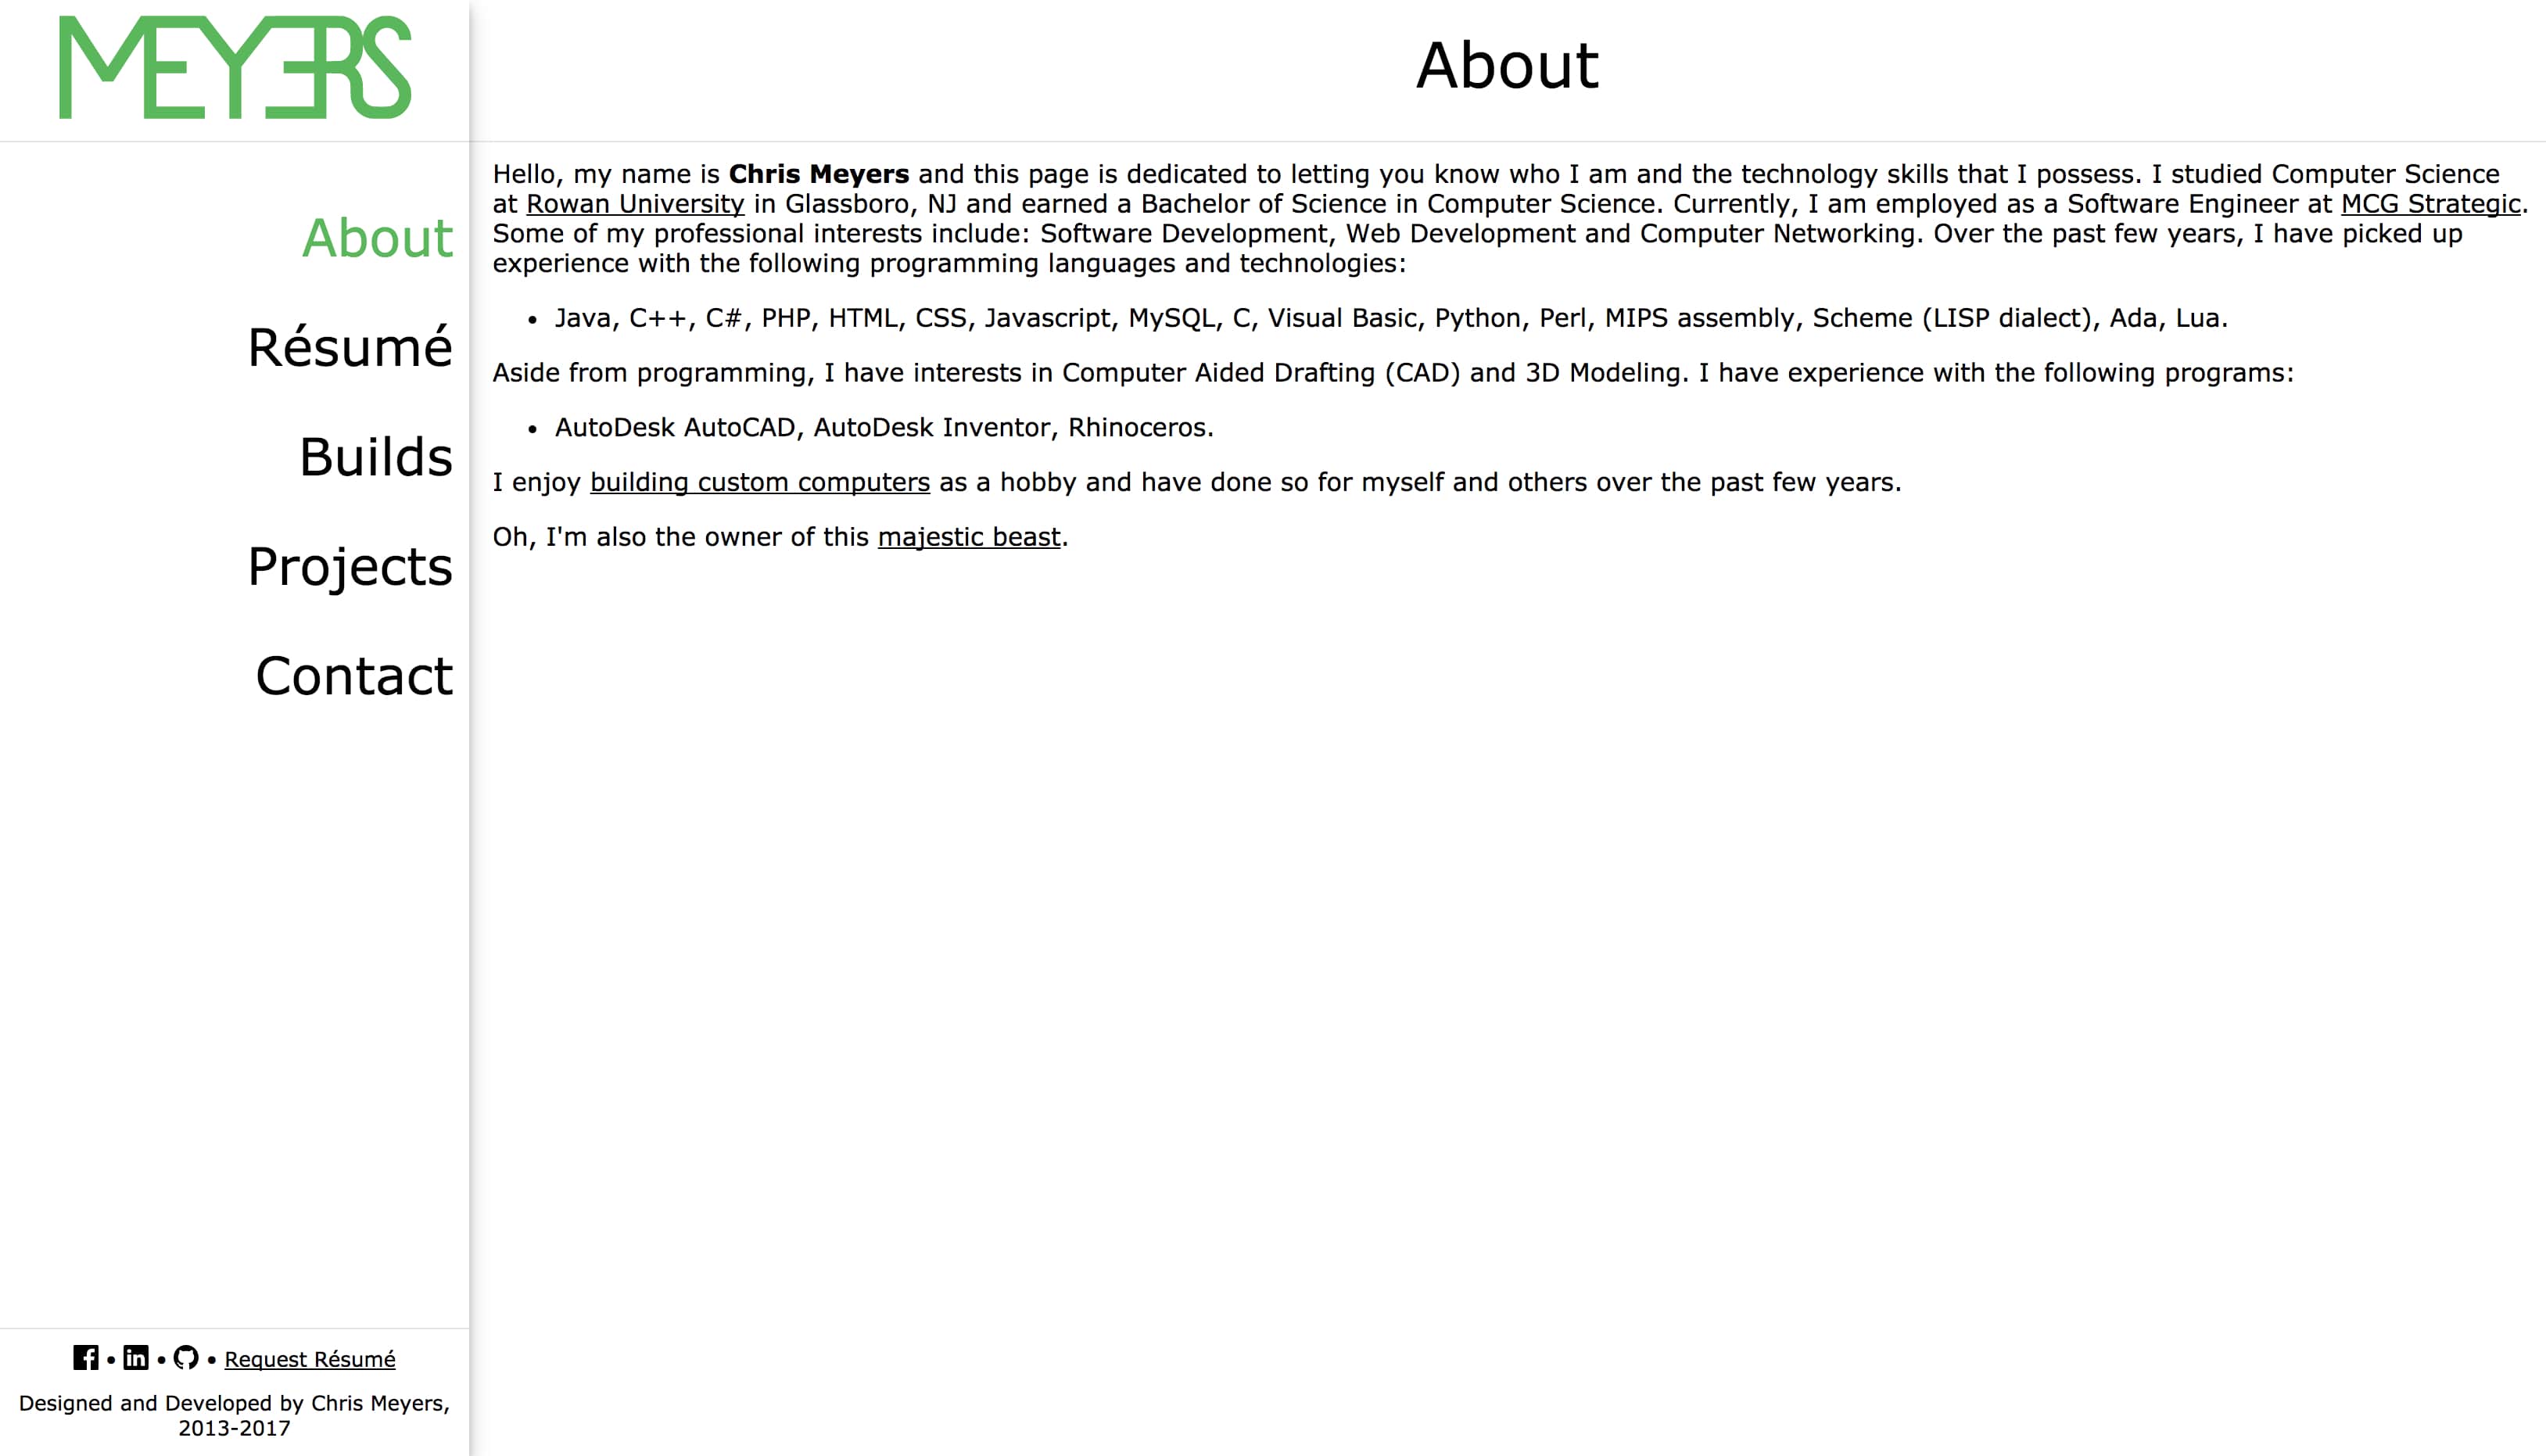 MEYERS
About
Résumé
Builds
Projects
Contact
• • • Request Résumé
Designed and Developed by Chris Meyers,
2013-2017
About
Hello, my name is Chris Meyers and this page is dedicated to letting you know who I am and the technology skills that I possess. I studied Computer Science
at Rowan University in Glassboro, NJ and earned a Bachelor of Science in Computer Science. Currently, I am employed as a Software Engineer at MCG Strategic.
Some of my professional interests include: Software Development, Web Development and Computer Networking. Over the past few years, I have picked up
experience with the following programming languages and technologies:
• Java, C++, C#, PHP, HTML, CSS, Javascript, MySQL, C, Visual Basic, Python, Perl, MIPS assembly, Scheme (LISP dialect), Ada, Lua.
Aside from programming, I have interests in Computer Aided Drafting (CAD) and 3D Modeling. I have experience with the following programs:
• AutoDesk AutoCAD, AutoDesk Inventor, Rhinoceros.
I enjoy building custom computers as a hobby and have done so for myself and others over the past few years.
Oh, I'm also the owner of this majestic beast.